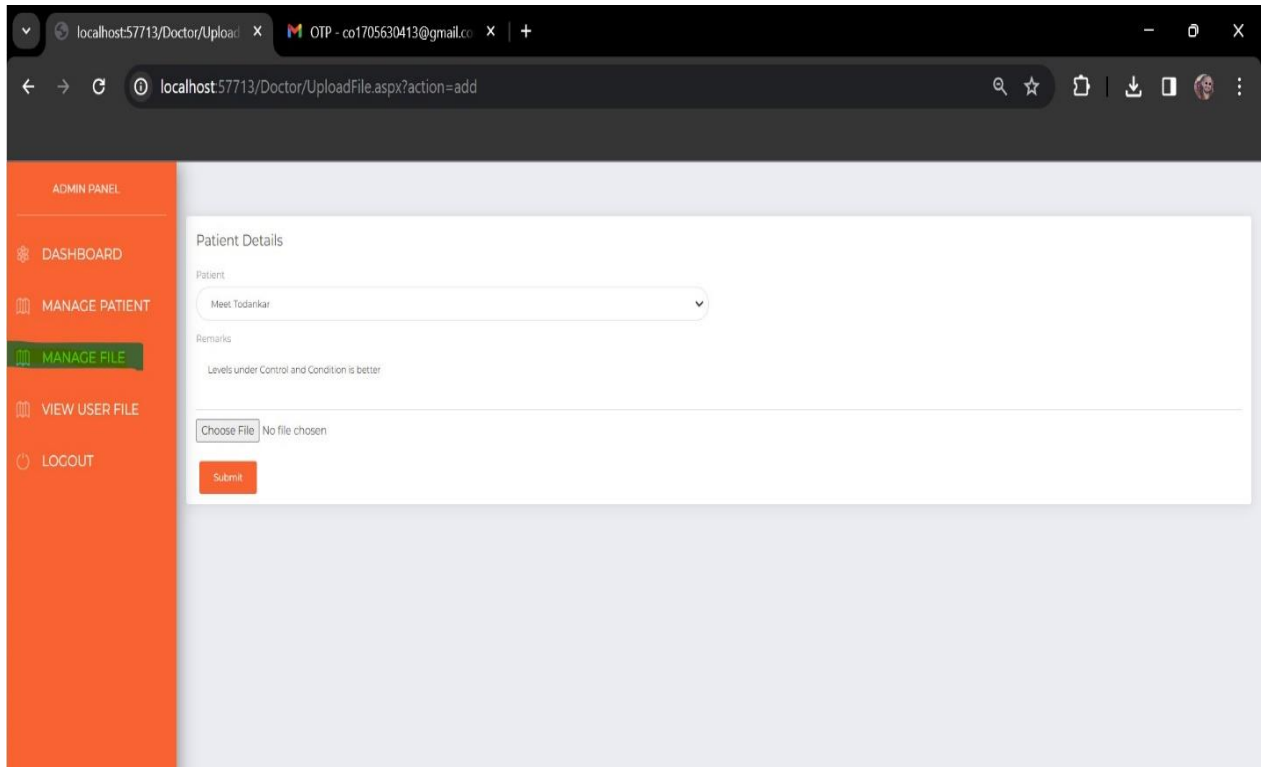 localhost:57713/Doctor/Upload
OTP - co1705630413@gmail.co
localhost:57713/Doctor/UploadFile.aspx?action=add
ADMIN PANEL
DASHBOARD
MANAGE PATIENT
MANAGE FILE
VIEW USER FILE
LOGOUT
Patient Details
Patient
Meet Todankar
Remarks
Levels under Control and Condition is better
Choose File No file chosen
Submit